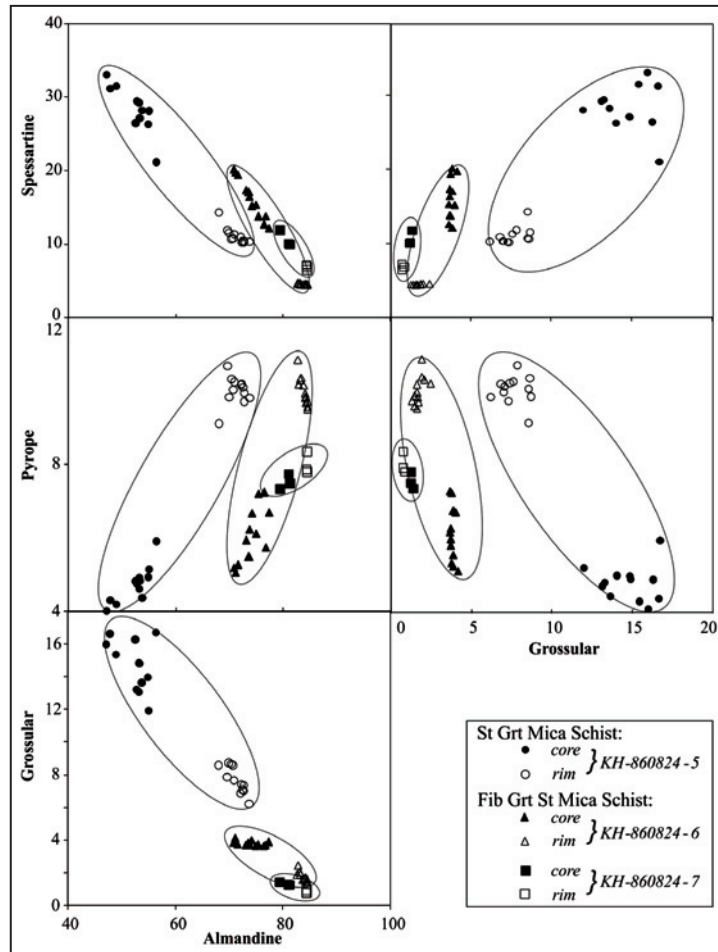 40
30
20
10
0
Spessartine
12
8
4
Pyrope
0 5 10 15 20
Grossular
16
12
8
4
0
Grossular
40 60 80 100
Almandine
St Grt Mica Schist:
core
rim } KH-860824-5
Fib Grt St Mica Schist:
core
rim } KH-860824-6
core
rim } KH-860824-7